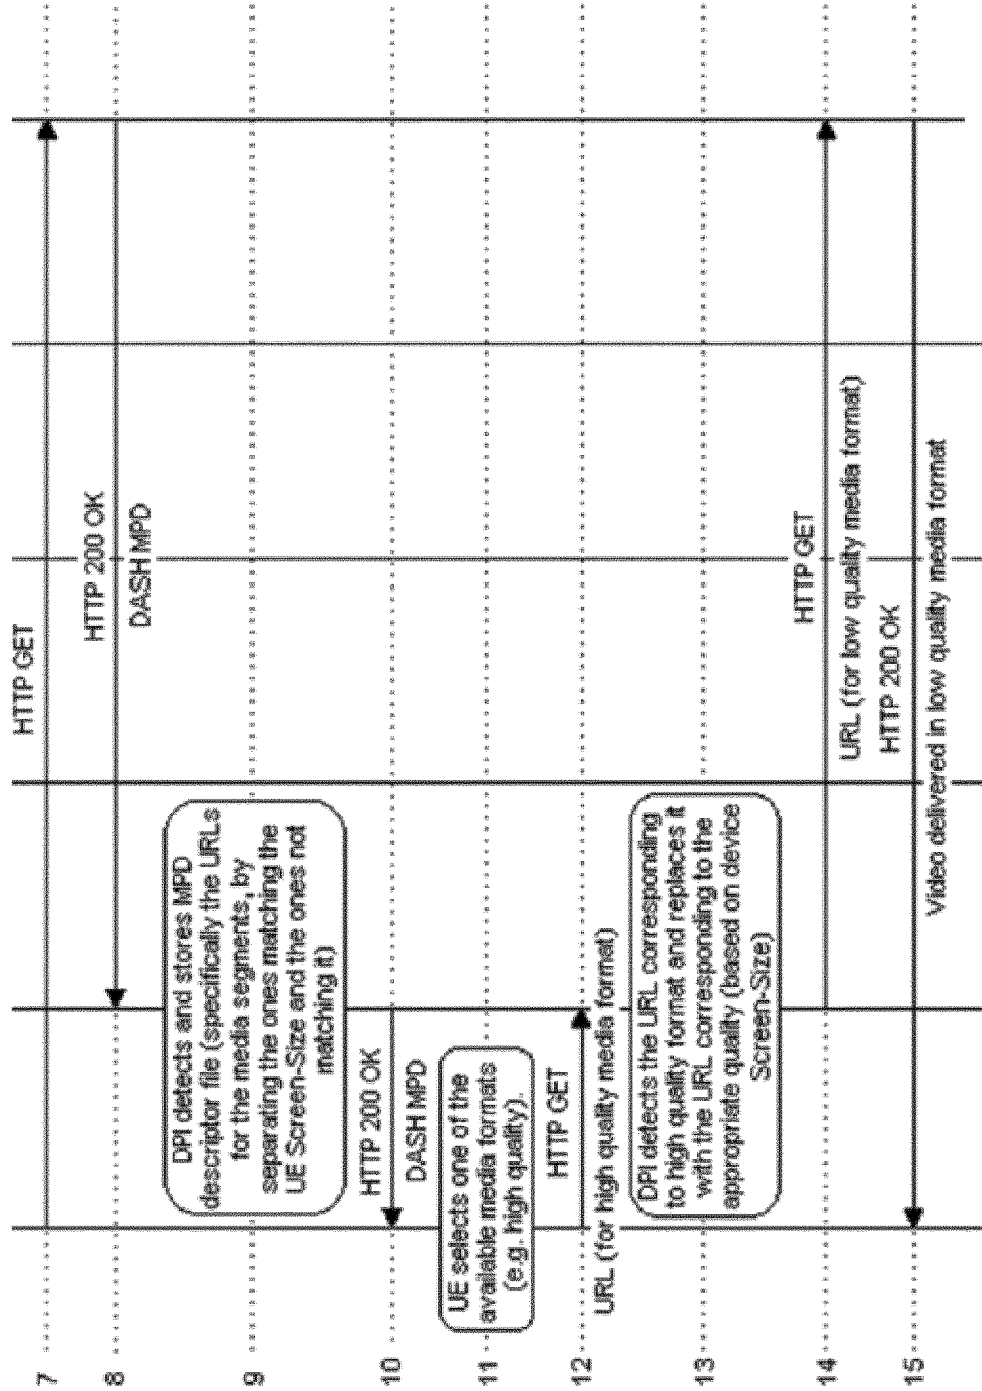 7
HTTP GET
8
HTTP 200 OK
DASH MPD
9
DPI detects and stores MPD
descriptor file (specifically the URLs
for the media segments, by
separating the ones matching the
UE Screen-Size and the ones not
matching it)
10
HTTP 200 OK
DASH MPD
11
UE selects one of the
available media formats
(e.g. high quality).
12
HTTP GET
URL (for high quality media format)
13
DPI detects the URL corresponding
to high quality format and replaces it
with the URL corresponding to the
appropriate quality (based on device
Screen-Size)
14
HTTP GET
URL (for low quality media format)
15
HTTP 200 OK
Video delivered in low quality media format